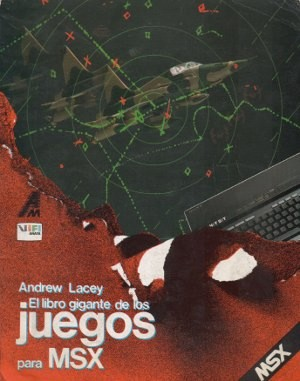 Andrew Lacey
El libro gigante de los
juegos
para MSX
MSX